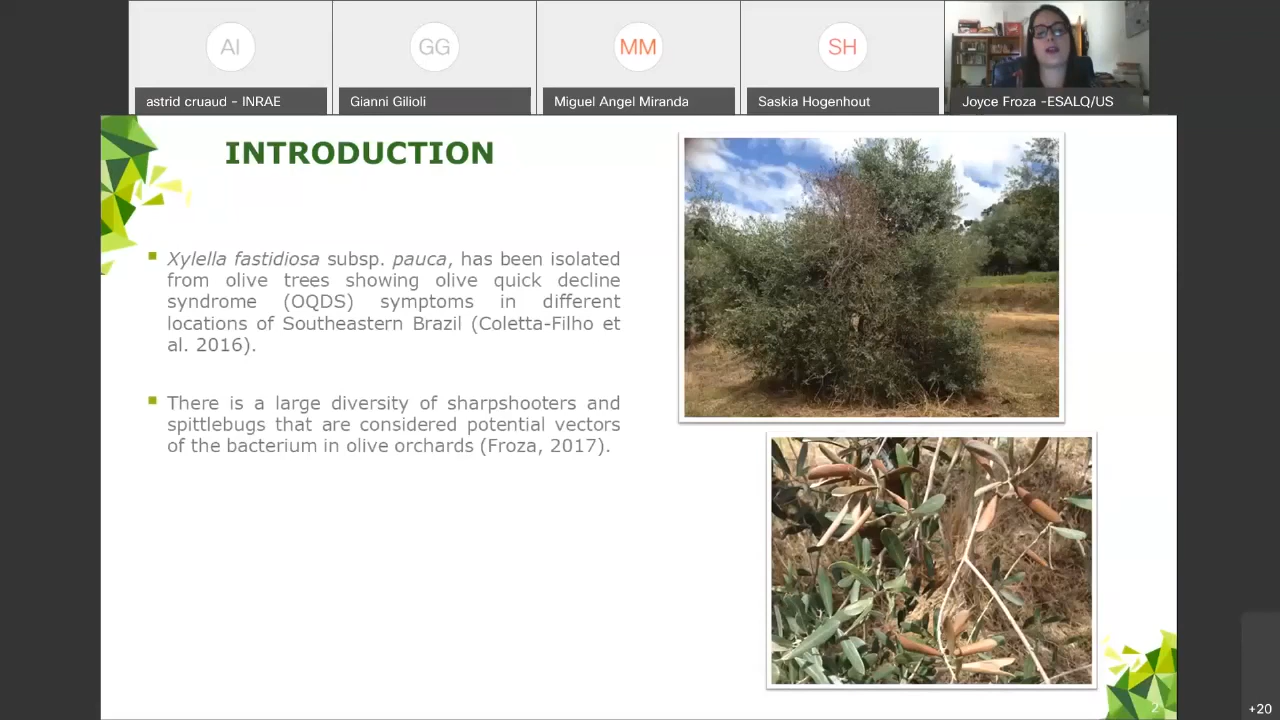 AI
GG
MM
SH
astrid cruaud - INRAE
Gianni Gilioli
Miguel Angel Miranda
Saskia Hogenhout
Joyce Froza -ESALQ/US
INTRODUCTION
Xylella fastidiosa subsp. pauca, has been isolated
from olive trees showing olive quick decline
syndrome (OQDS) symptoms in different
locations of Southeastern Brazil (Coletta-Filho et
al. 2016).
There is a large diversity of sharpshooters and
spittlebugs that are considered potential vectors
of the bacterium in olive orchards (Froza, 2017).
2
+20